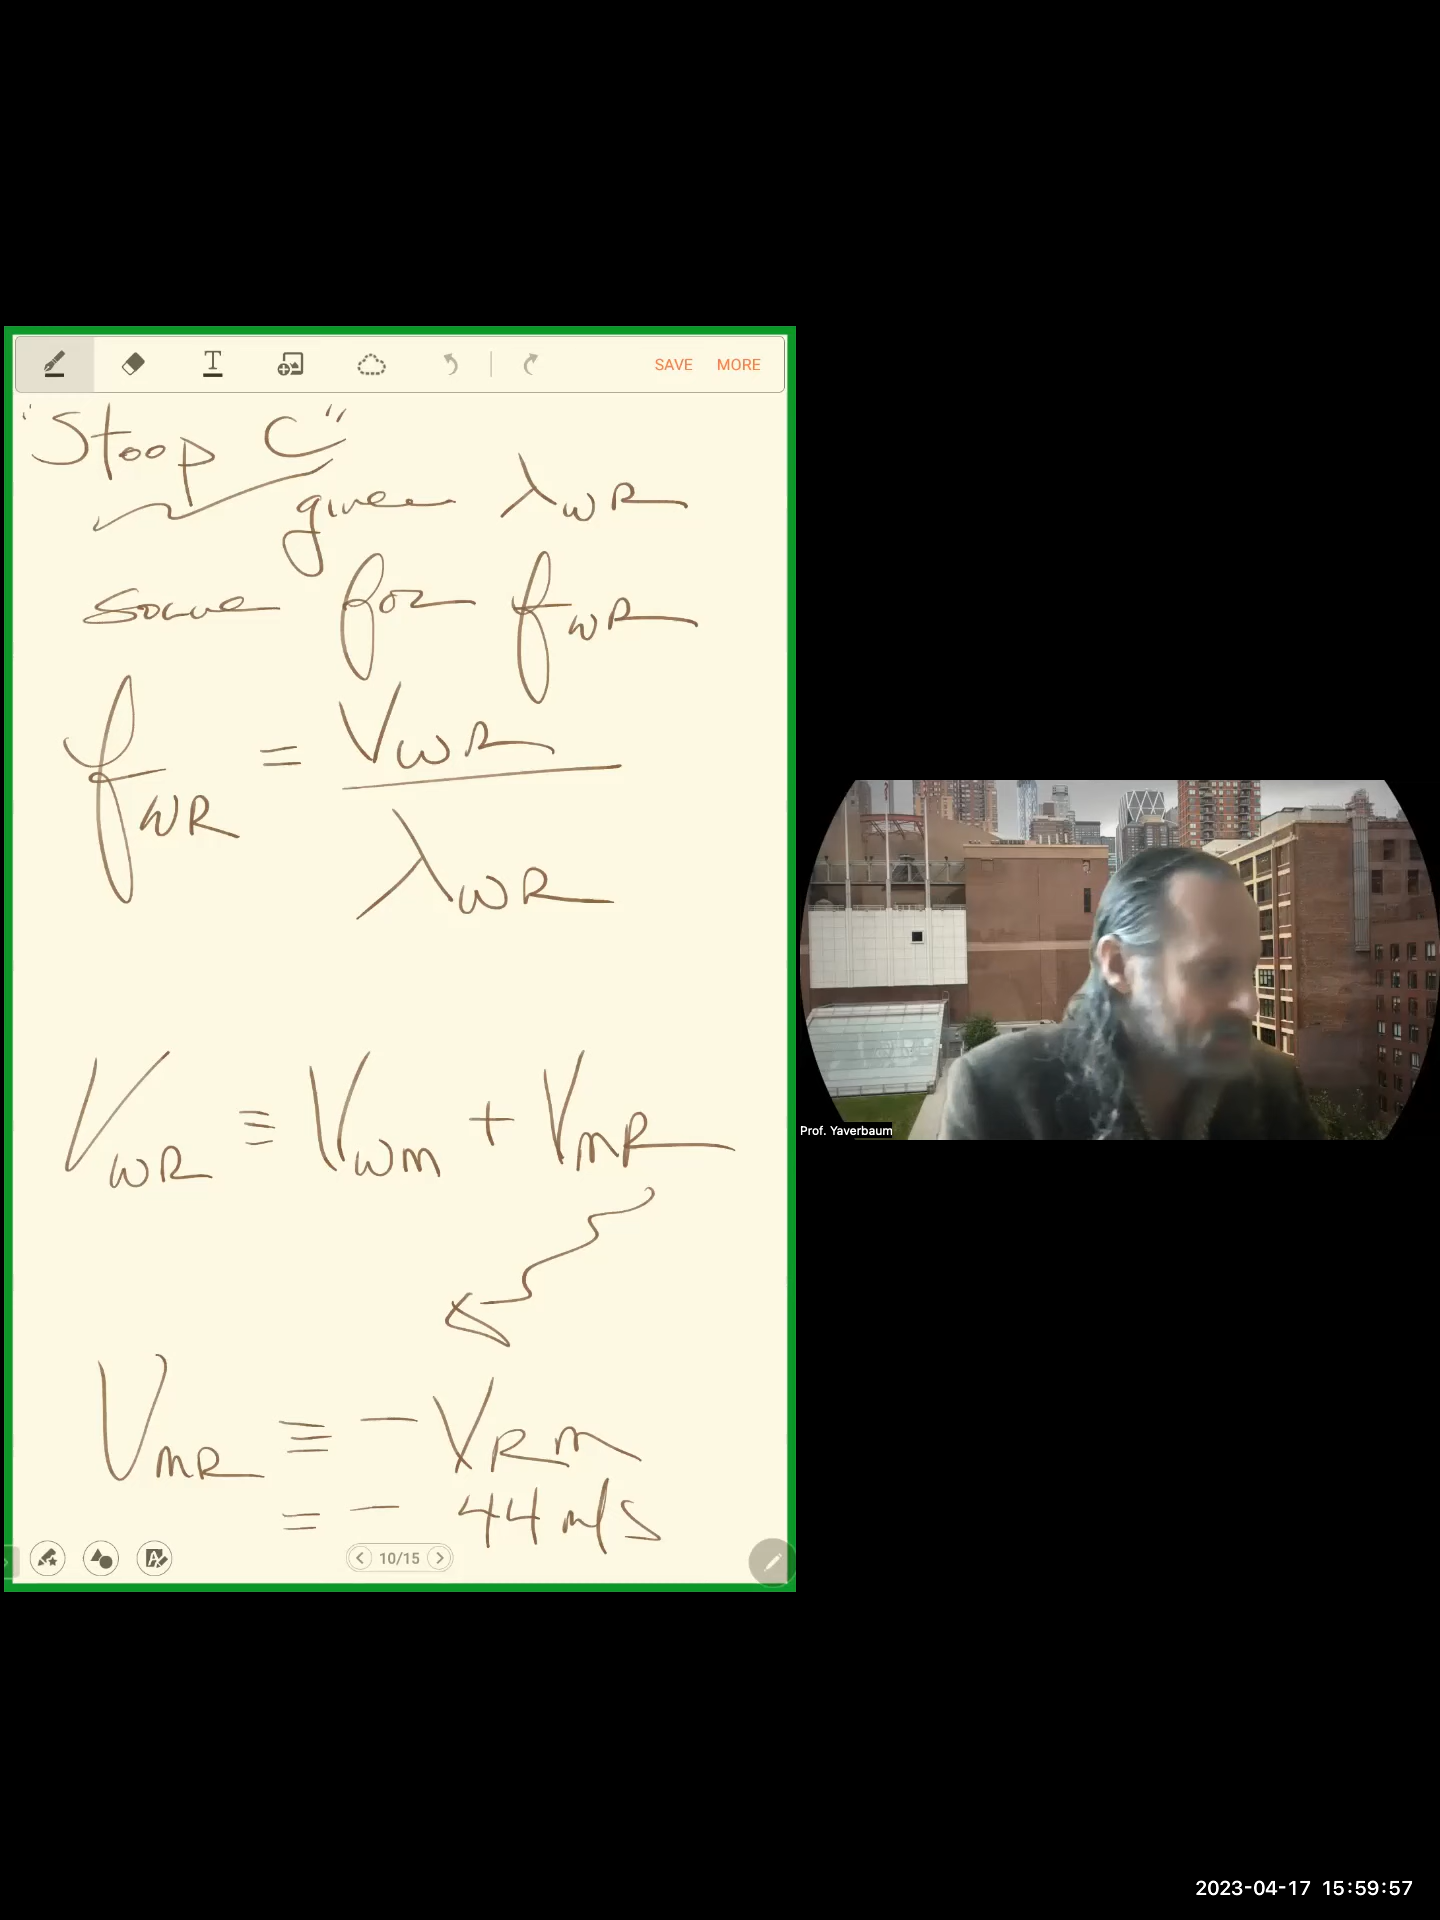 SAVE MORE
"Stoop C"
given λWR
solve for fWR
fWR = VWR / λWR
VWR ≡ VWM + VMR
VMR ≡ -VRM
= - 44 m/s
10/15
Prof. Yaverbaum
2023-04-17 15:59:57